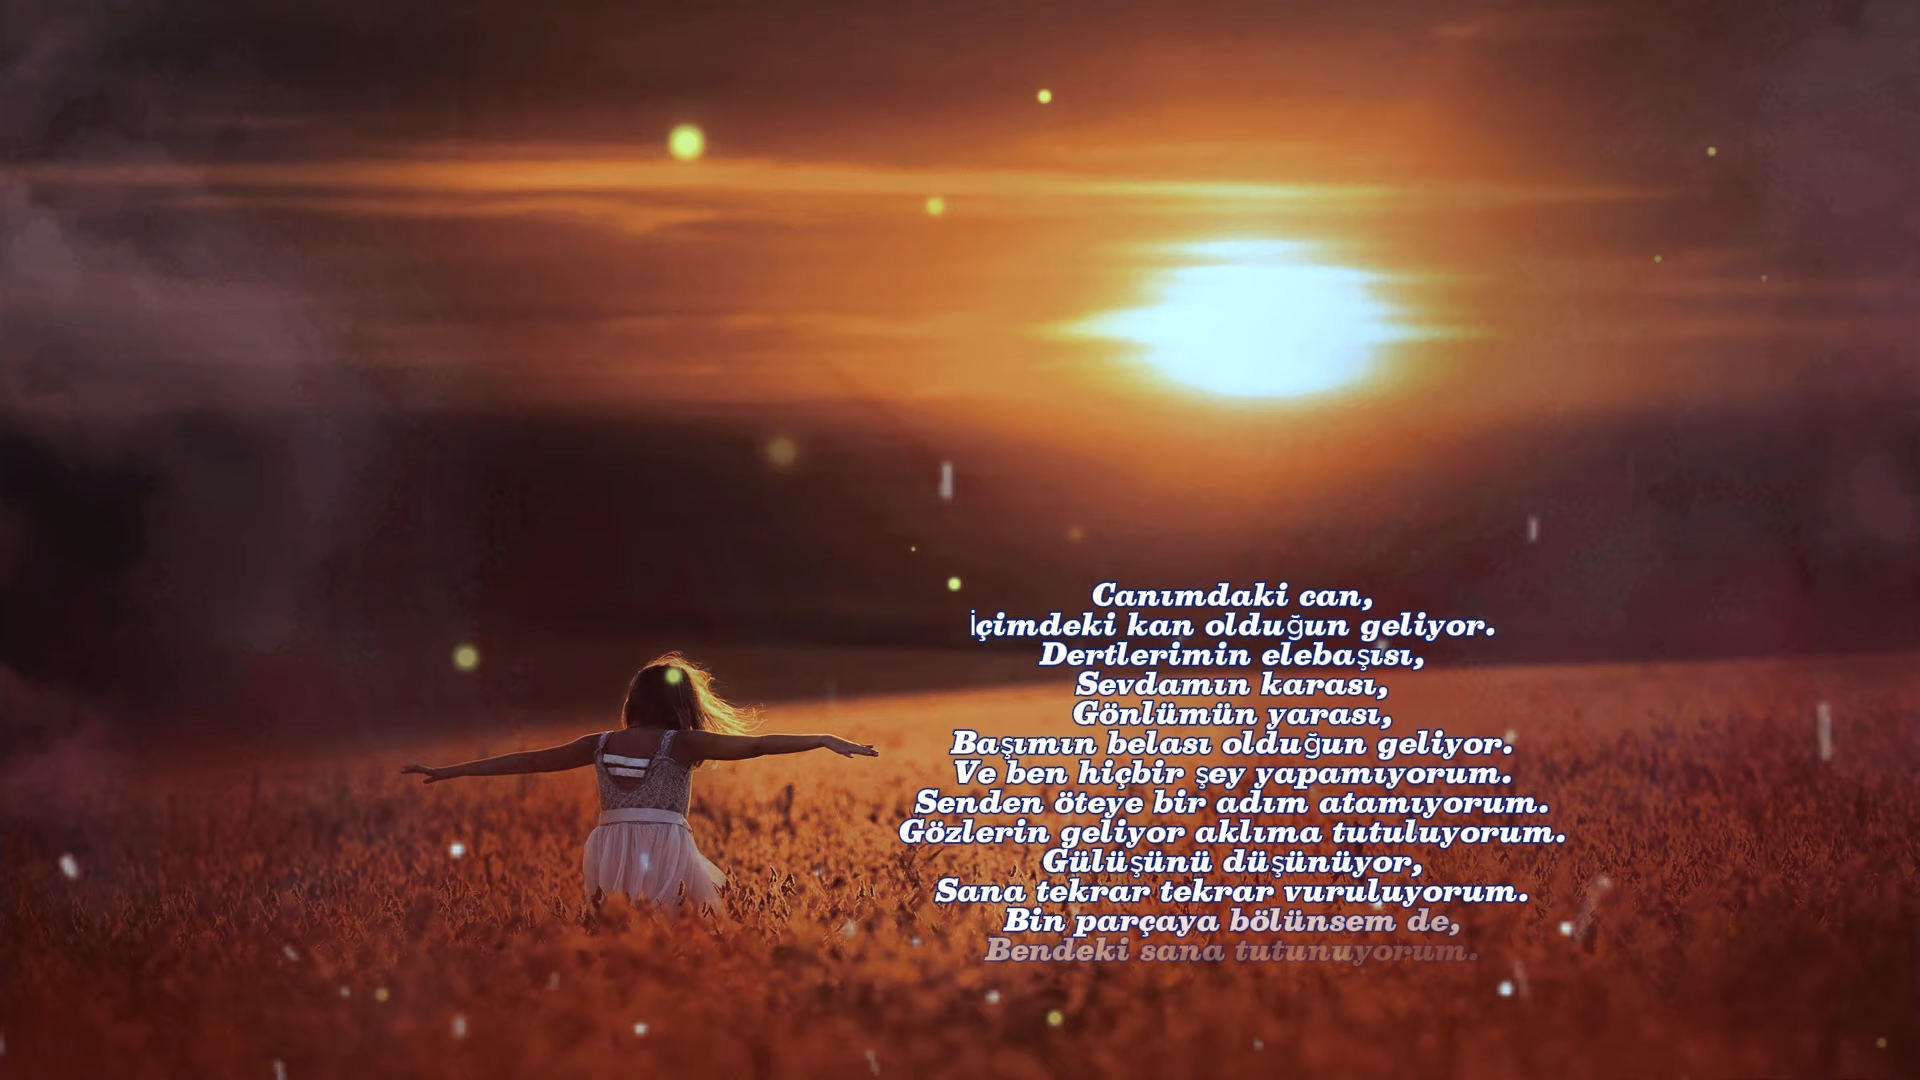 Canımdaki can,
İçimdeki kan olduğun geliyor.
Dertlerimin elebaşısı,
Sevdamın karası,
Gönlümün yarası,
Başımın belası olduğun geliyor.
Ve ben hiçbir şey yapamıyorum.
Senden öteye bir adım atamıyorum.
Gözlerin geliyor aklıma tutuluyorum.
Gülüşünü düşünüyor,
Sana tekrar tekrar vuruluyorum.
Bin parçaya bölünsem de,
Bendeki sana tutunuyorum.